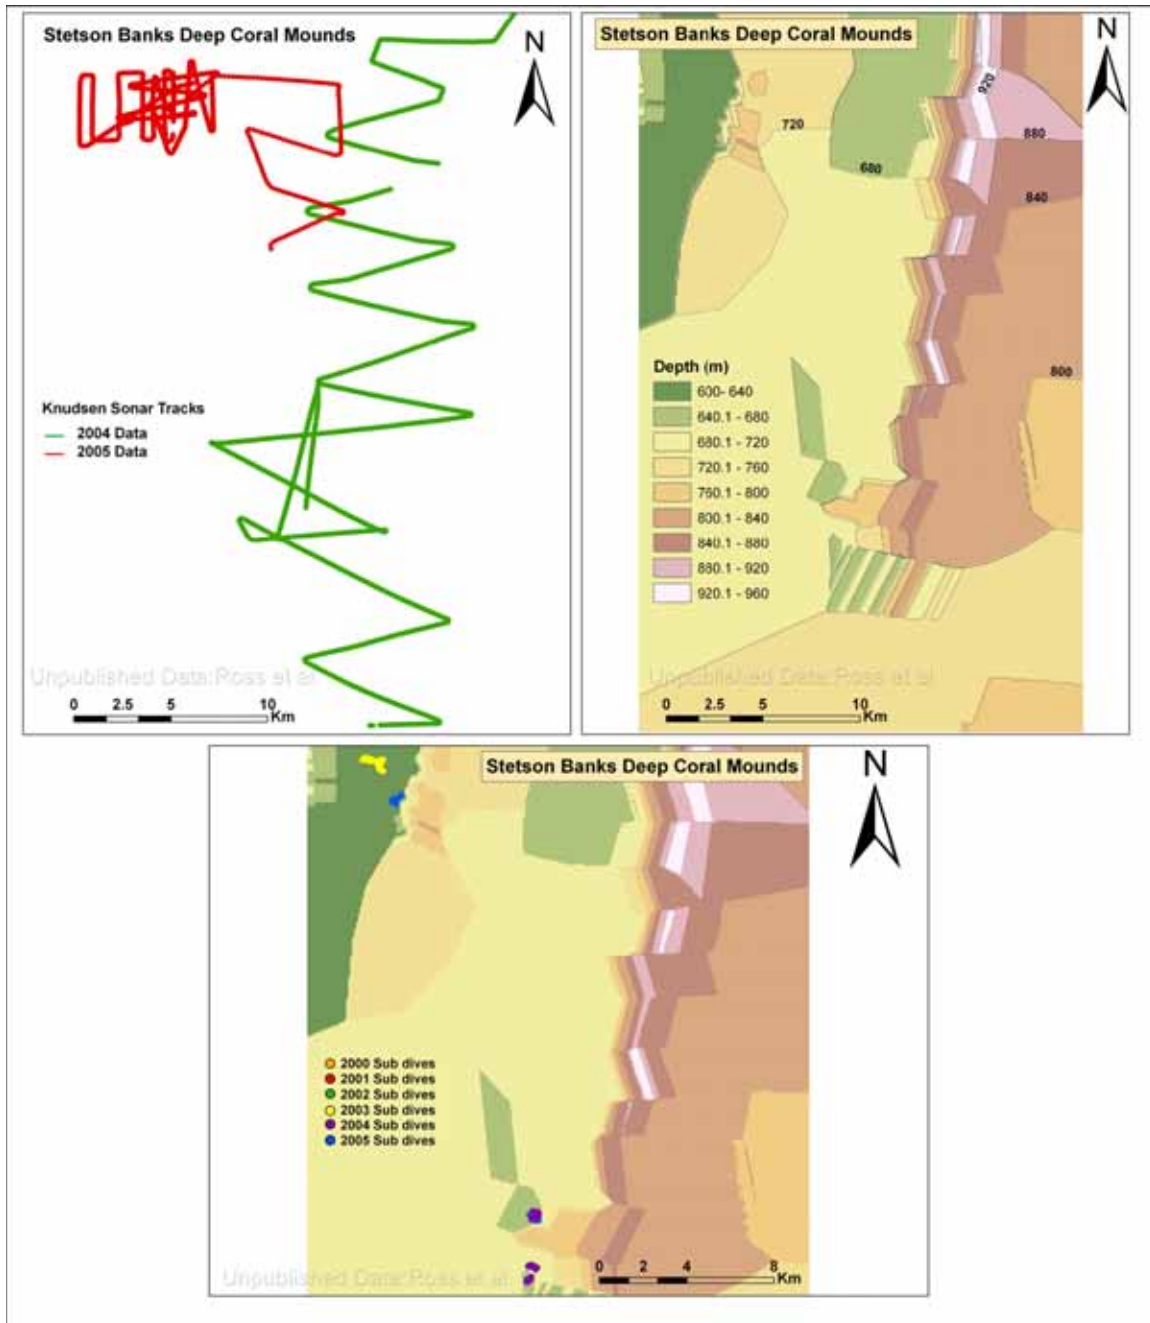 Stetson Banks Deep Coral Mounds
N
Knudsen Sonar Tracks
2004 Data
2005 Data
Unpublished Data:Ross et al
0 2.5 5 10
Km
Stetson Banks Deep Coral Mounds
N
920
720
880
680
840
800
Depth (m)
600- 640
640.1 - 680
680.1 - 720
720.1 - 760
760.1 - 800
800.1 - 840
840.1 - 880
880.1 - 920
920.1 - 960
Unpublished Data:Ross et al
0 2.5 5 10
Km
Stetson Banks Deep Coral Mounds
N
2000 Sub dives
2001 Sub dives
2002 Sub dives
2003 Sub dives
2004 Sub dives
2005 Sub dives
Unpublished Data:Ross et al
0 2 4 8
Km